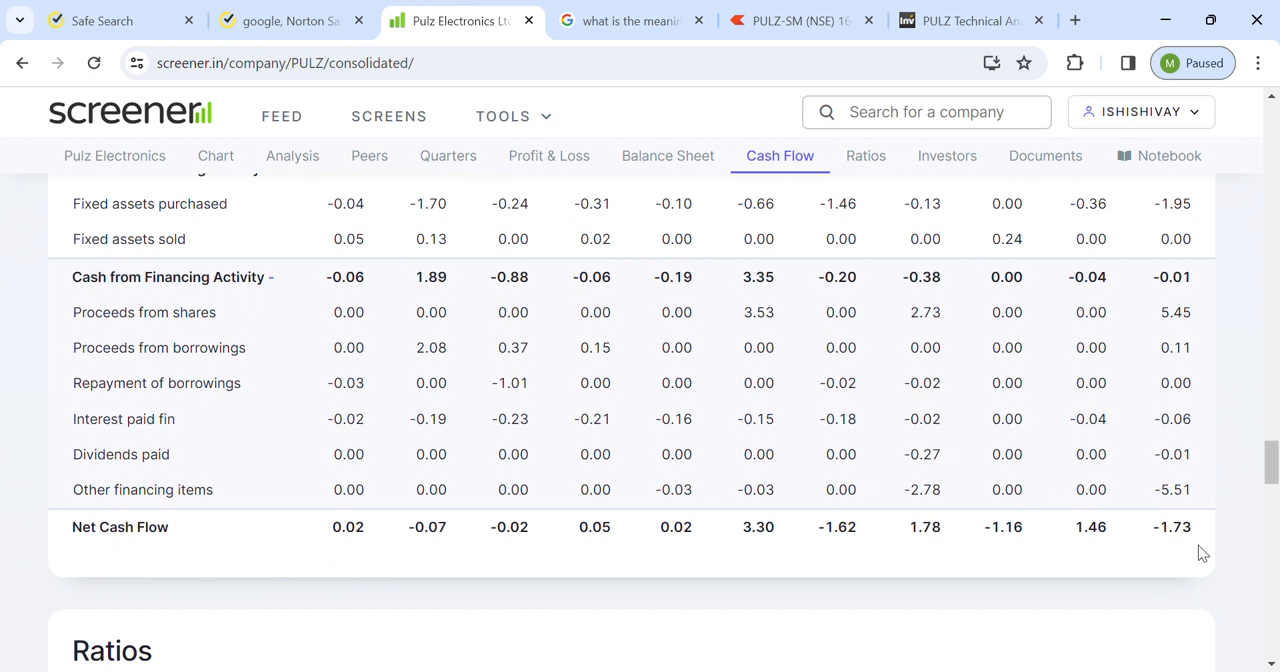 Safe Search
google, Norton Sa
Pulz Electronics Ltd
what is the meanin
PULZ-SM (NSE) 16
Inv PULZ Technical An
screener.in/company/PULZ/consolidated/
M Paused
screener
FEED SCREENS TOOLS
Search for a company
ISHISHIVAY
Pulz Electronics Chart Analysis Peers Quarters Profit & Loss Balance Sheet Cash Flow Ratios Investors Documents Notebook
Fixed assets purchased -0.04 -1.70 -0.24 -0.31 -0.10 -0.66 -1.46 -0.13 0.00 -0.36 -1.95
Fixed assets sold 0.05 0.13 0.00 0.02 0.00 0.00 0.00 0.00 0.24 0.00 0.00
Cash from Financing Activity - -0.06 1.89 -0.88 -0.06 -0.19 3.35 -0.20 -0.38 0.00 -0.04 -0.01
Proceeds from shares 0.00 0.00 0.00 0.00 0.00 3.53 0.00 2.73 0.00 0.00 5.45
Proceeds from borrowings 0.00 2.08 0.37 0.15 0.00 0.00 0.00 0.00 0.00 0.00 0.11
Repayment of borrowings -0.03 0.00 -1.01 0.00 0.00 0.00 -0.02 -0.02 0.00 0.00 0.00
Interest paid fin -0.02 -0.19 -0.23 -0.21 -0.16 -0.15 -0.18 -0.02 0.00 -0.04 -0.06
Dividends paid 0.00 0.00 0.00 0.00 0.00 0.00 0.00 -0.27 0.00 0.00 -0.01
Other financing items 0.00 0.00 0.00 0.00 -0.03 -0.03 0.00 -2.78 0.00 0.00 -5.51
Net Cash Flow 0.02 -0.07 -0.02 0.05 0.02 3.30 -1.62 1.78 -1.16 1.46 -1.73
Ratios